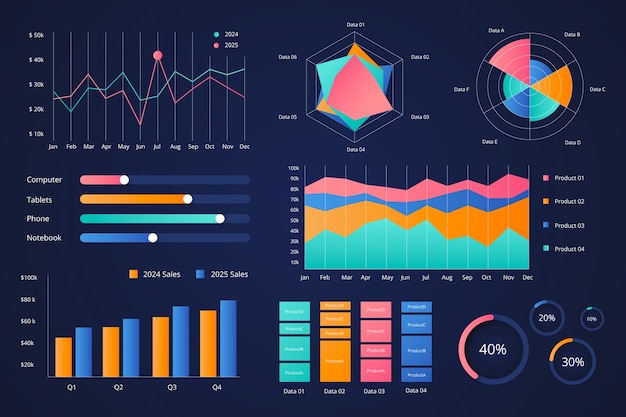 $ 50k
$ 40k
$ 30k
$ 20k
$ 10k
2024
2025
Jan Feb Mar Apr May Jun Jul Aug Sep Oct Nov Dec
Data 01
Data 02
Data 03
Data 04
Data 05
Data 06
Data A
Data B
Data C
Data D
Data E
Data F
Computer
Tablets
Phone
Notebook
100k
90k
80k
70k
60k
50k
40k
30k
20k
10k
Jan Feb Mar Apr May Jun Jul Aug Sep Oct Nov Dec
Product 01
Product 02
Product 03
Product 04
2024 Sales 2025 Sales
$100k
$80 k
$60k
$40k
$20k
Q1 Q2 Q3 Q4
ProductD ProductD ProductD ProductD
ProductC ProductC ProductC ProductC
ProductB ProductB ProductB ProductB
ProductA ProductA ProductA ProductA
Data 01 Data 02 Data 03 Data 04
40%
20%
10%
30%